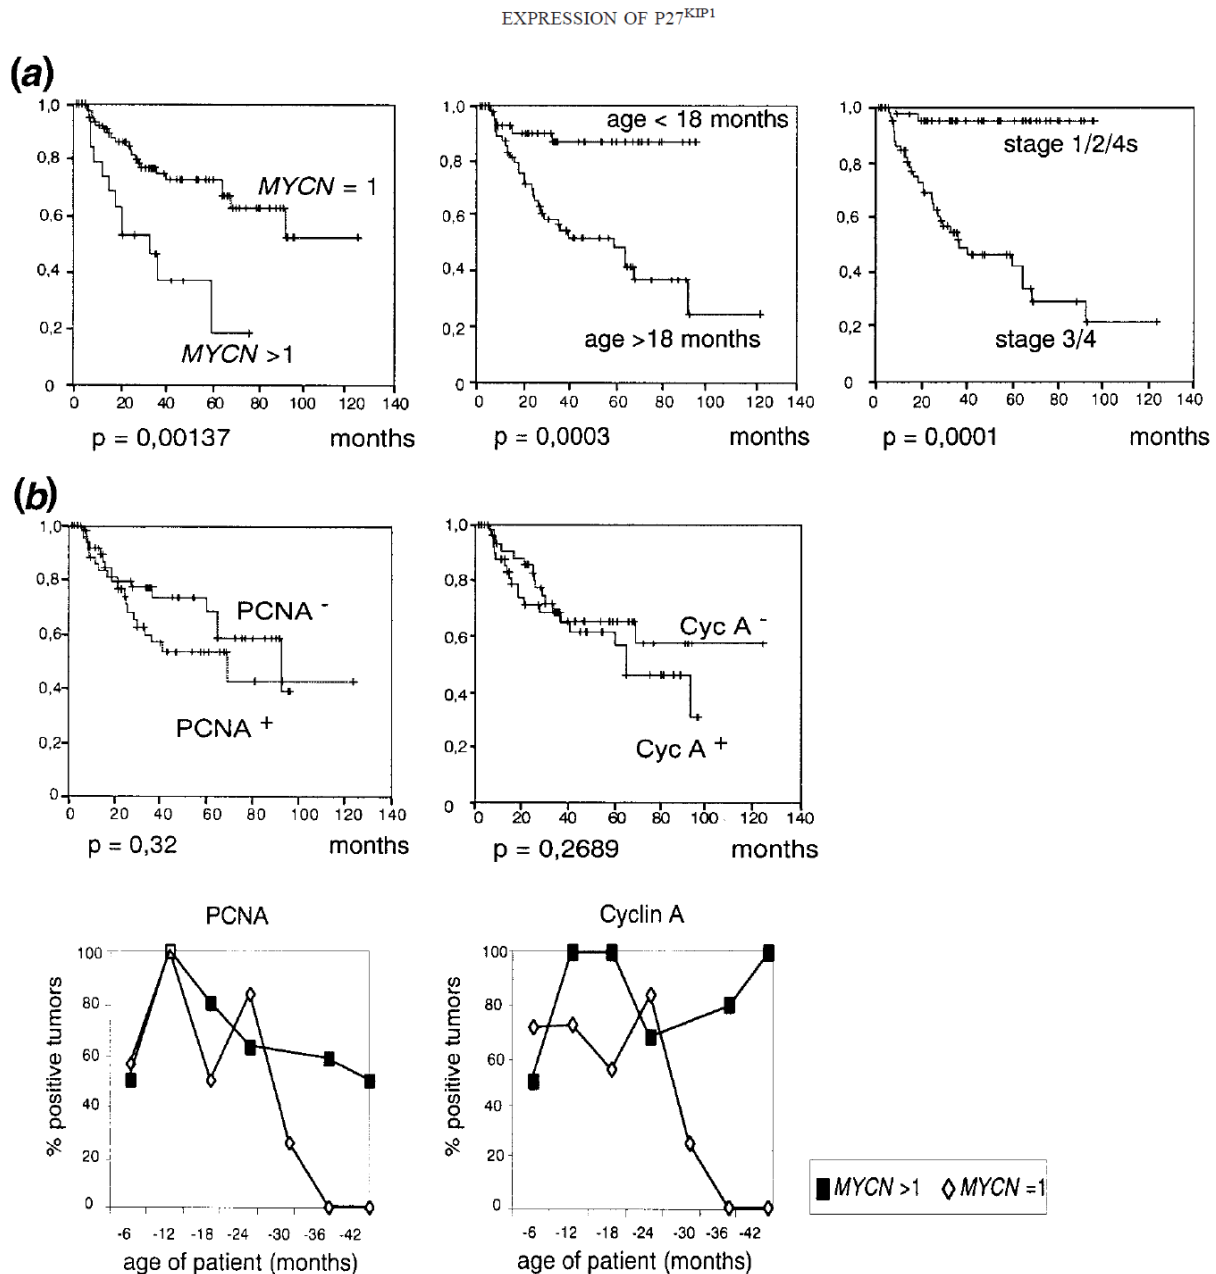 EXPRESSION OF P27KIP1
(a)
1,0
0,8
0,6
0,4
0,2
0
MYCN = 1
MYCN >1
0 20 40 60 80 100 120 140
p = 0,00137 months
1,0
0,8
0,6
0,4
0,2
0
age < 18 months
age >18 months
0 20 40 60 80 100 120 140
p = 0,0003 months
1,0
0,8
0,6
0,4
0,2
0
stage 1/2/4s
stage 3/4
0 20 40 60 80 100 120 140
p = 0,0001 months
(b)
1,0
0,8
0,6
0,4
0,2
0
PCNA -
PCNA +
0 20 40 60 80 100 120 140
p = 0,32 months
1,0
0,8
0,6
0,4
0,2
0
Cyc A -
Cyc A +
0 20 40 60 80 100 120 140
p = 0,2689 months
PCNA
% positive tumors
100
80
60
40
20
0
-6 -12 -18 -24 -30 -36 -42
age of patient (months)
Cyclin A
% positive tumors
100
80
60
40
20
0
-6 -12 -18 -24 -30 -36 -42
age of patient (months)
MYCN >1 MYCN =1